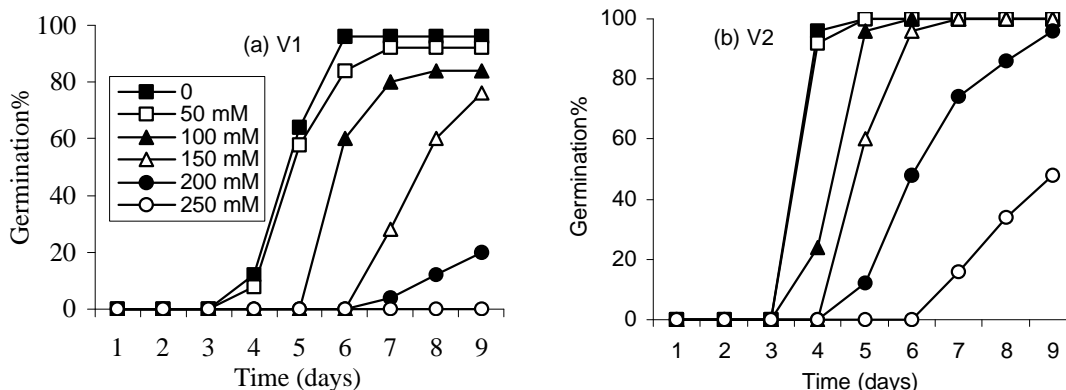 (a) V1
Germination%
100
80
60
40
20
0
0
50 mM
100 mM
150 mM
200 mM
250 mM
1 2 3 4 5 6 7 8 9
Time (days)
(b) V2
Germination%
100
80
60
40
20
0
1 2 3 4 5 6 7 8 9
Time (days)